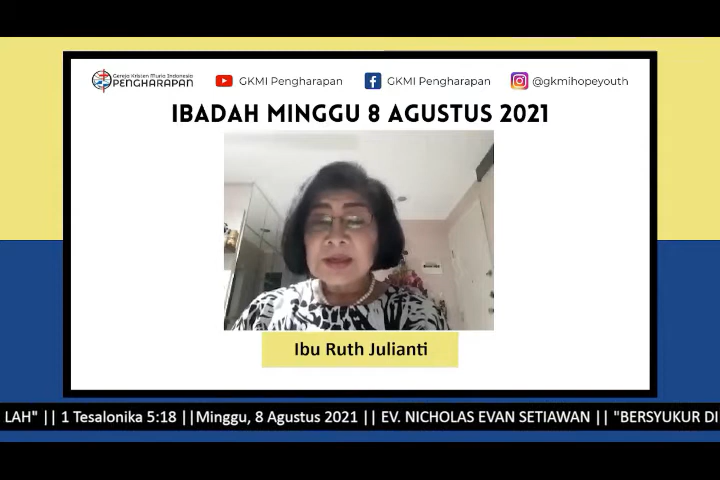 Gereja Kristen Muria Indonesia
PENGHARAPAN
GKMI Pengharapan
GKMI Pengharapan
@gkmihopeyouth
IBADAH MINGGU 8 AGUSTUS 2021
Ibu Ruth Julianti
LAH" || 1 Tesalonika 5:18 ||Minggu, 8 Agustus 2021 || EV. NICHOLAS EVAN SETIAWAN || "BERSYUKUR DI